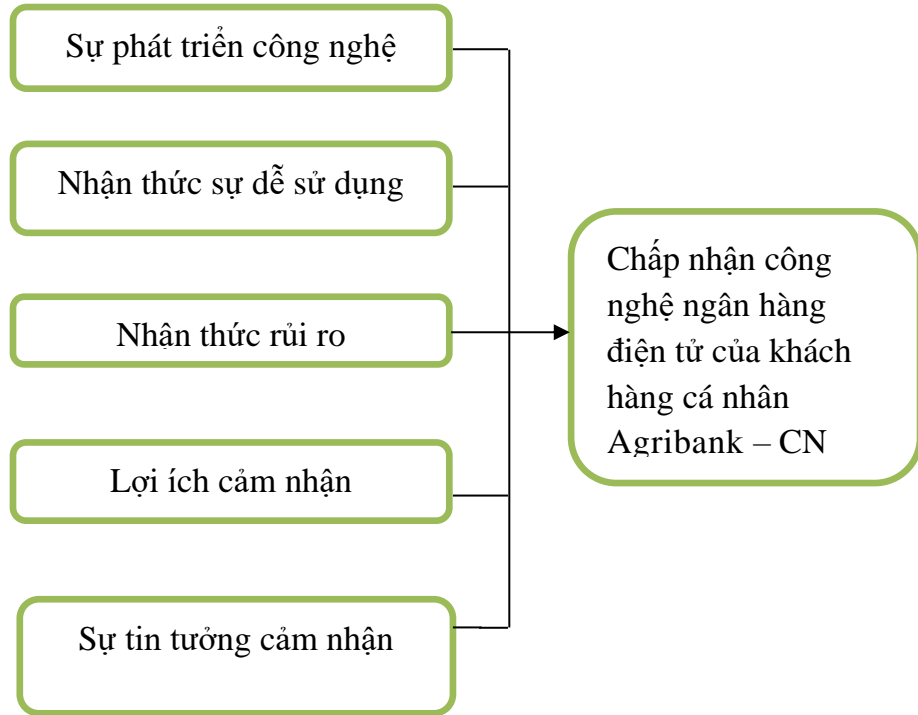 Sự phát triển công nghệ
Nhận thức sự dễ sử dụng
Nhận thức rủi ro
Lợi ích cảm nhận
Sự tin tưởng cảm nhận
Chấp nhận công
nghệ ngân hàng
điện tử của khách
hàng cá nhân
Agribank – CN